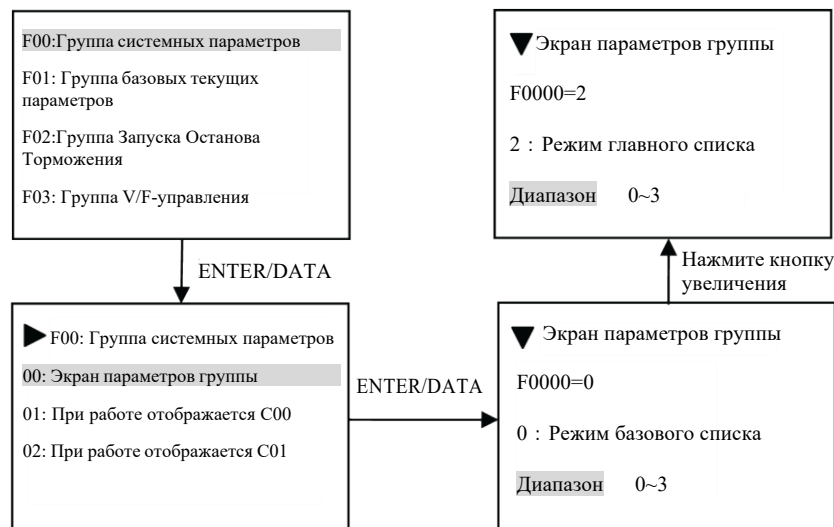 F00:Группа системных параметров
F01: Группа базовых текущих
параметров
F02:Группа Запуска Останова
Торможения
F03: Группа V/F-управления
ENTER/DATA
▶ F00: Группа системных параметров
00: Экран параметров группы
01: При работе отображается C00
02: При работе отображается C01
ENTER/DATA
▼ Экран параметров группы
F0000=0
0 : Режим базового списка
Диапазон 0~3
Нажмите кнопку
увеличения
▼ Экран параметров группы
F0000=2
2 : Режим главного списка
Диапазон 0~3